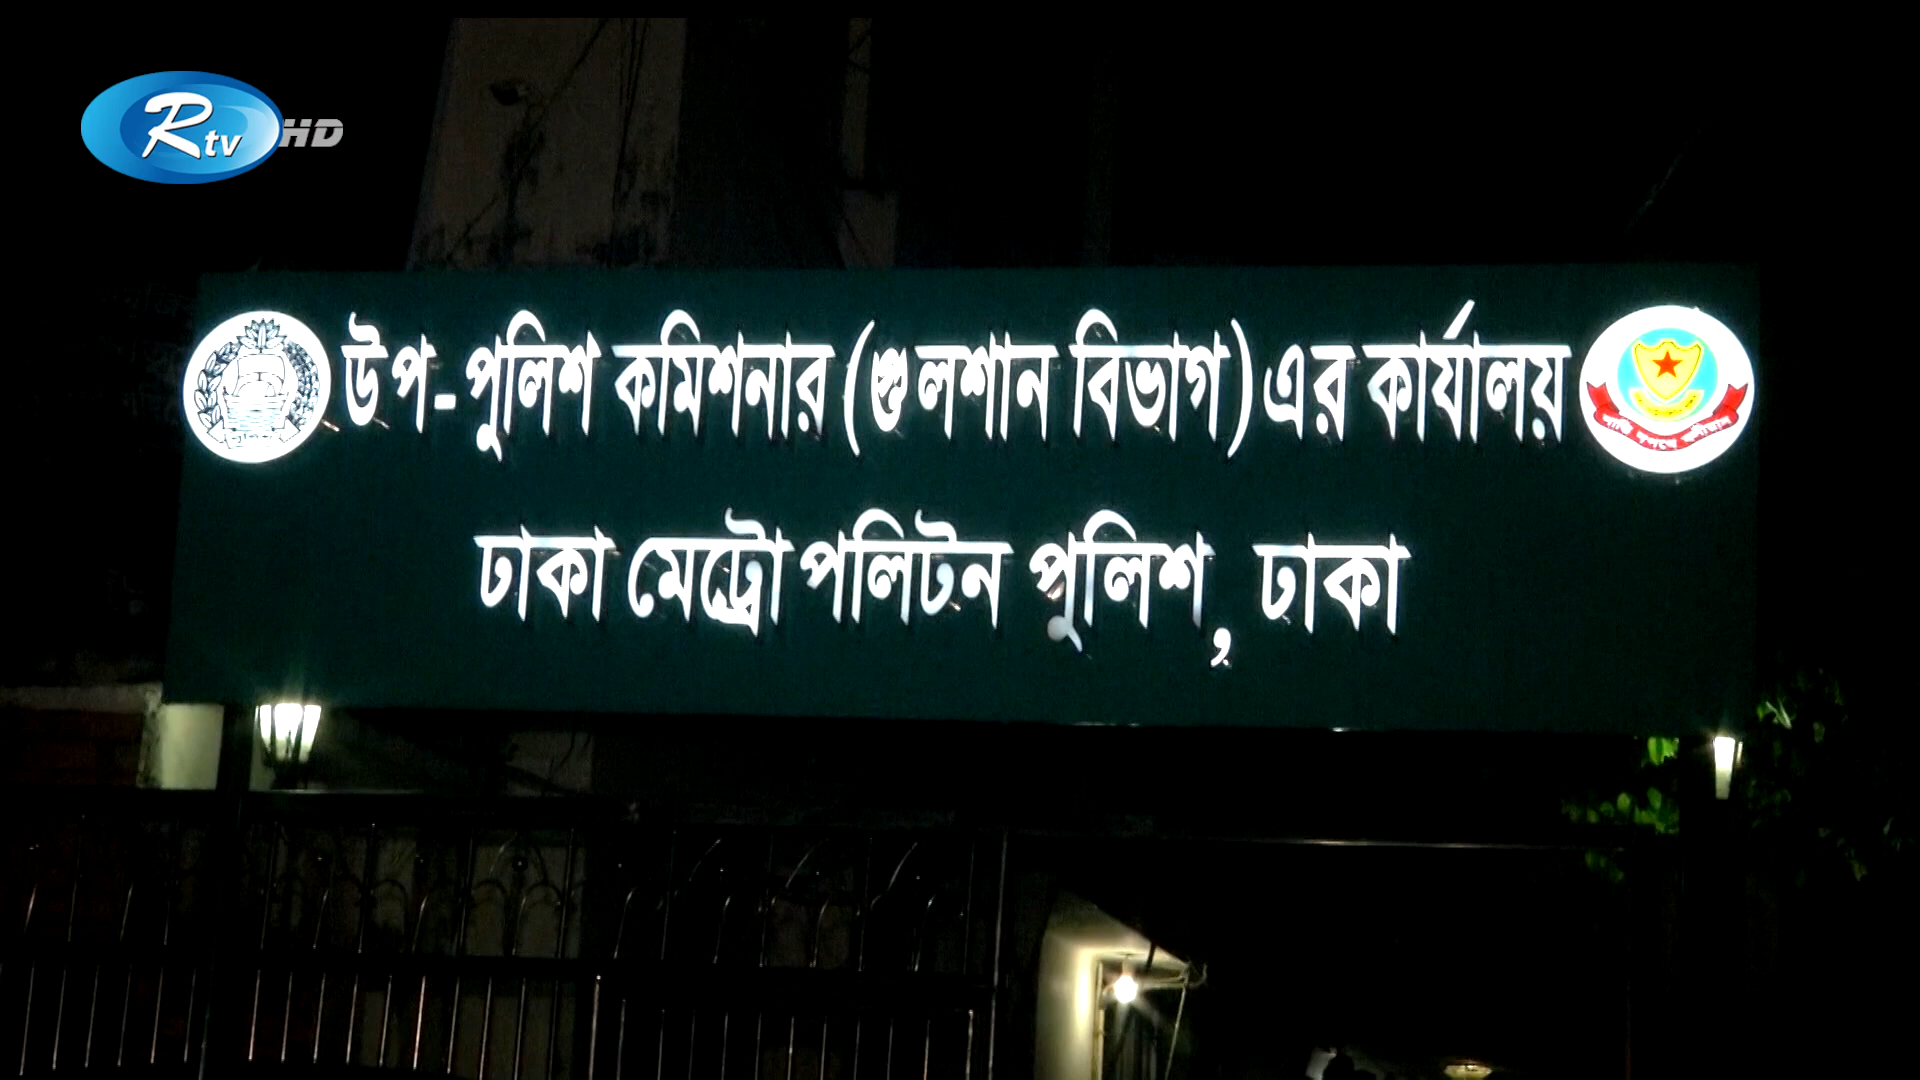 Rtv HD
উপ-পুলিশ কমিশনার (গুলশান বিভাগ) এর কার্যালয়
ঢাকা মেট্রোপলিটন পুলিশ, ঢাকা